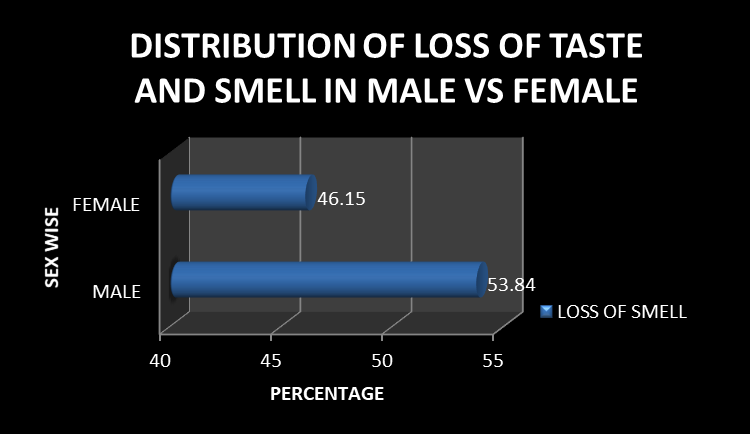 DISTRIBUTION OF LOSS OF TASTE
AND SMELL IN MALE VS FEMALE
SEX WISE
FEMALE
46.15
MALE
53.84
LOSS OF SMELL
40 45 50 55
PERCENTAGE